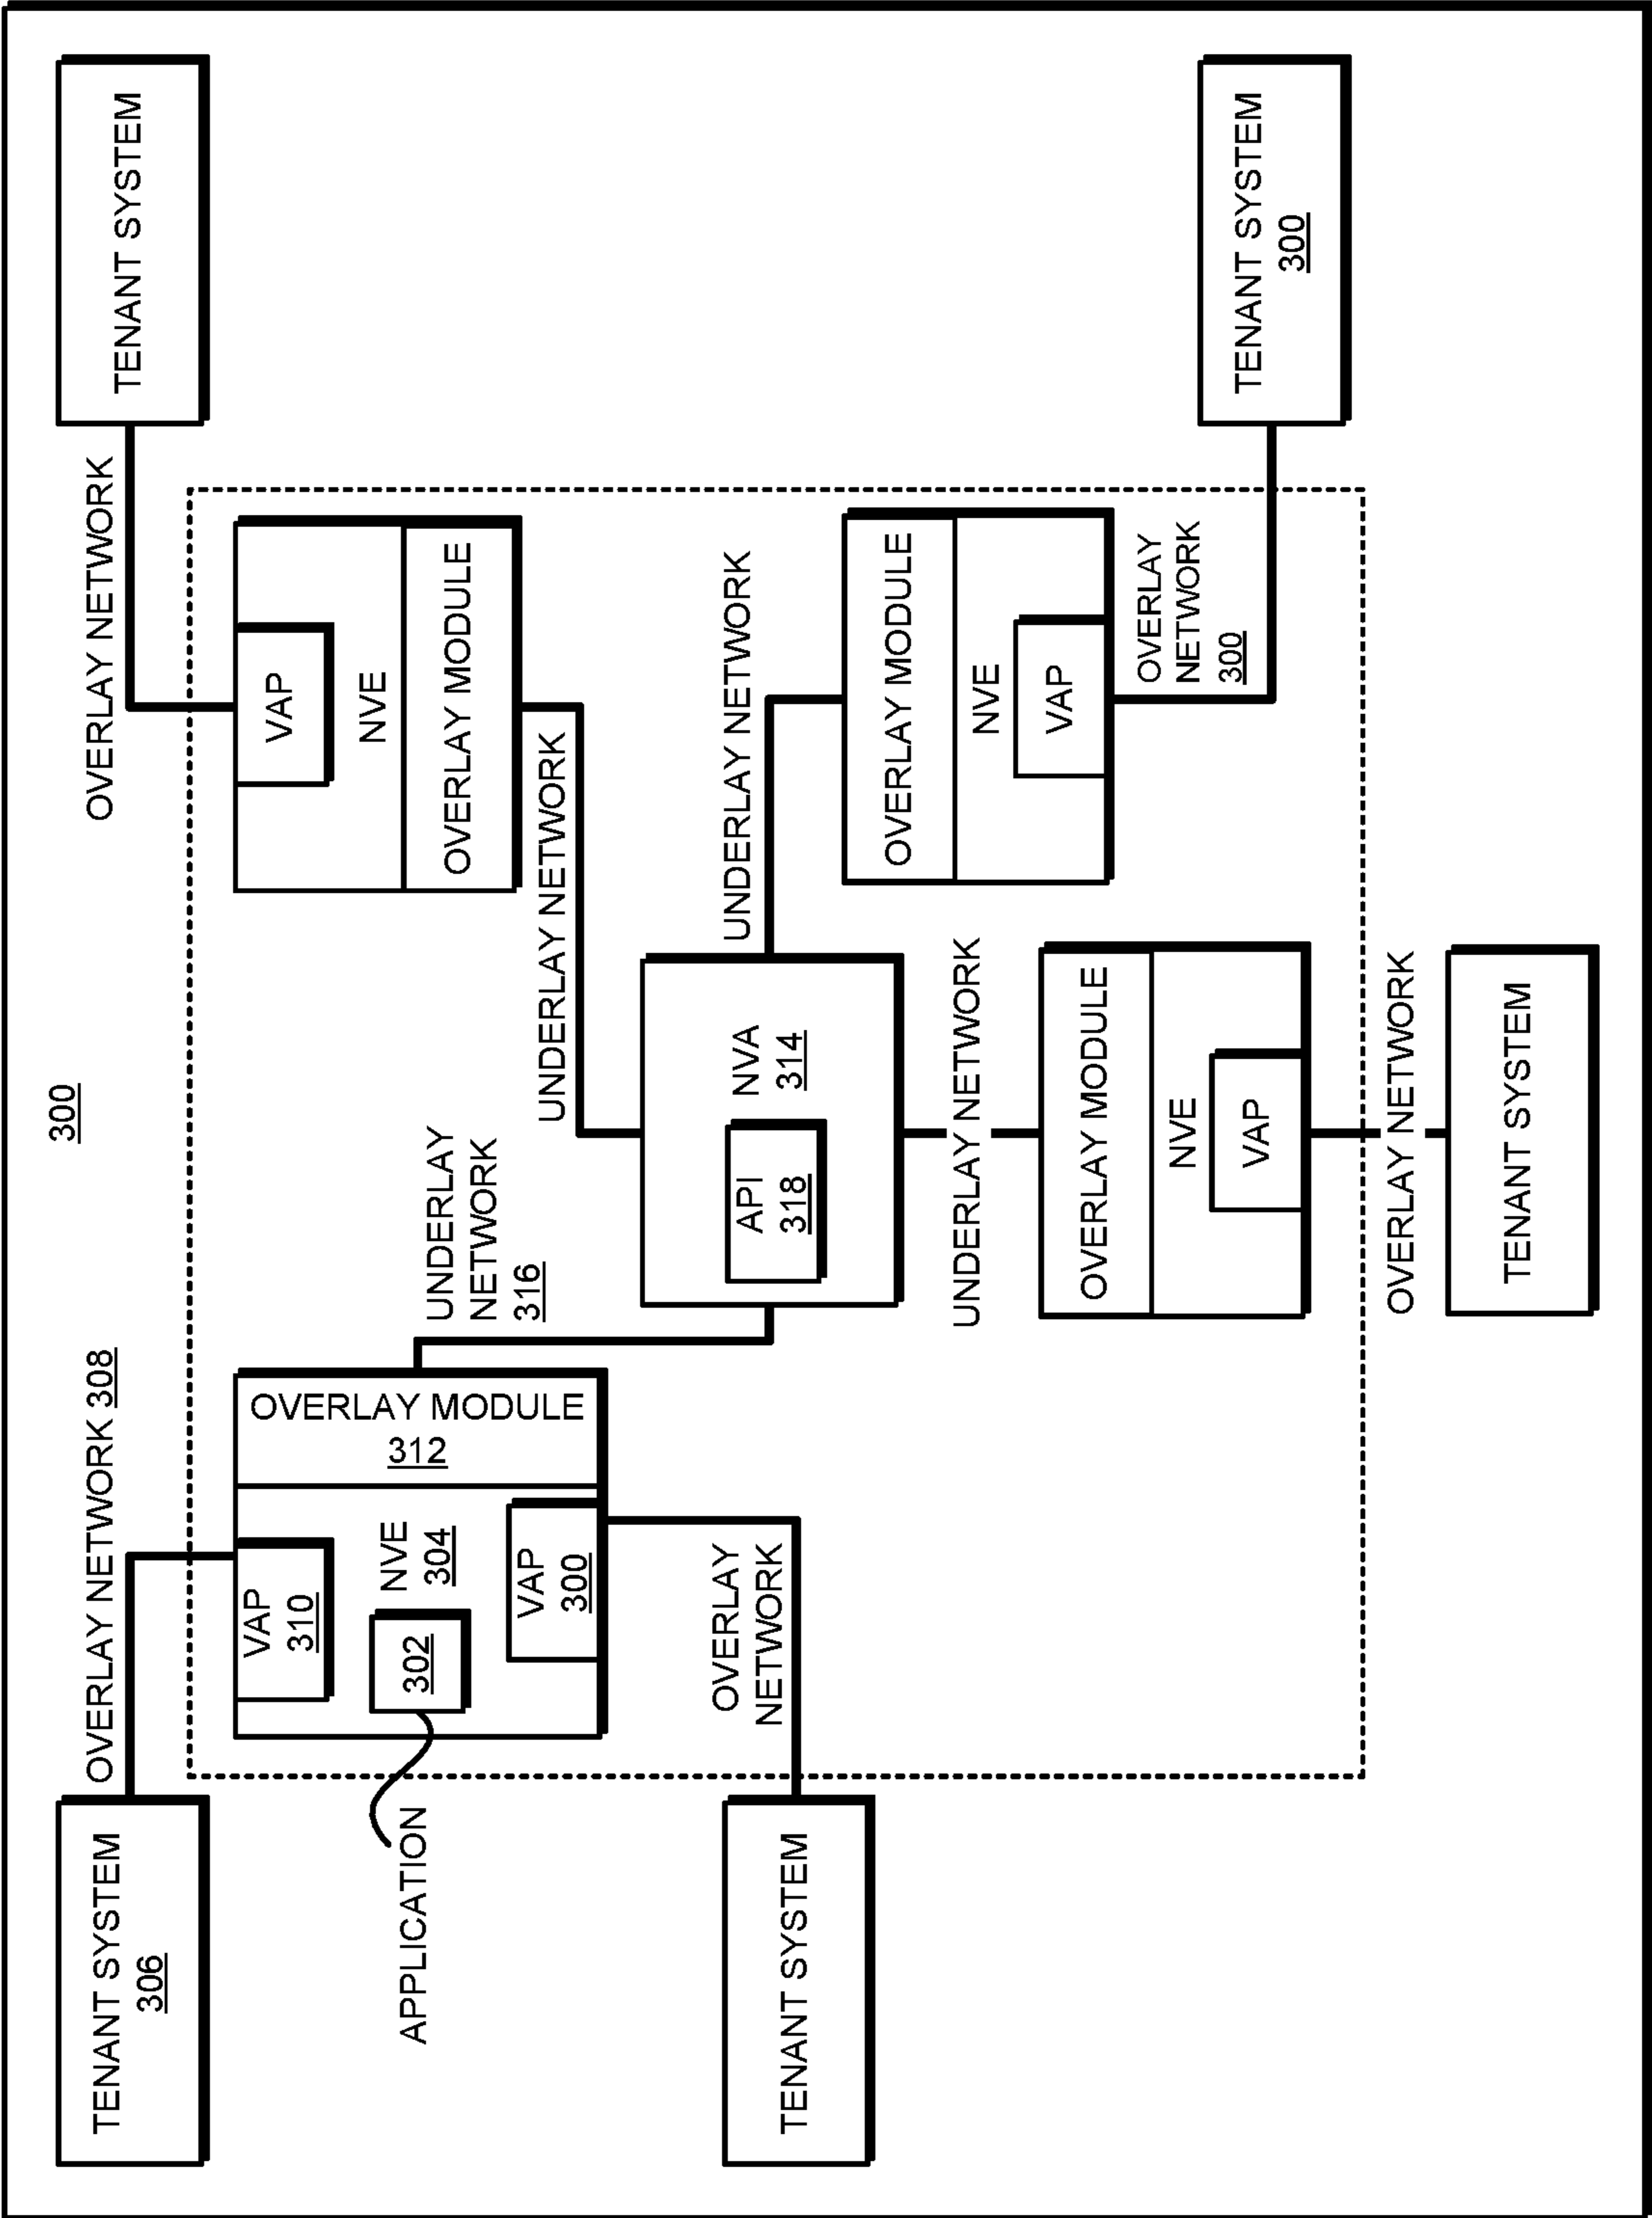 300
TENANT SYSTEM
306
OVERLAY NETWORK 308
VAP
310
NVE
304
302
APPLICATION
VAP
300
OVERLAY MODULE
312
OVERLAY
NETWORK
TENANT SYSTEM
UNDERLAY
NETWORK
316
NVA
314
API
318
UNDERLAY NETWORK
OVERLAY NETWORK
TENANT SYSTEM
VAP
NVE
OVERLAY MODULE
UNDERLAY NETWORK
OVERLAY MODULE
NVE
VAP
OVERLAY
NETWORK
300
TENANT SYSTEM
300
UNDERLAY NETWORK
OVERLAY MODULE
NVE
VAP
OVERLAY NETWORK
TENANT SYSTEM